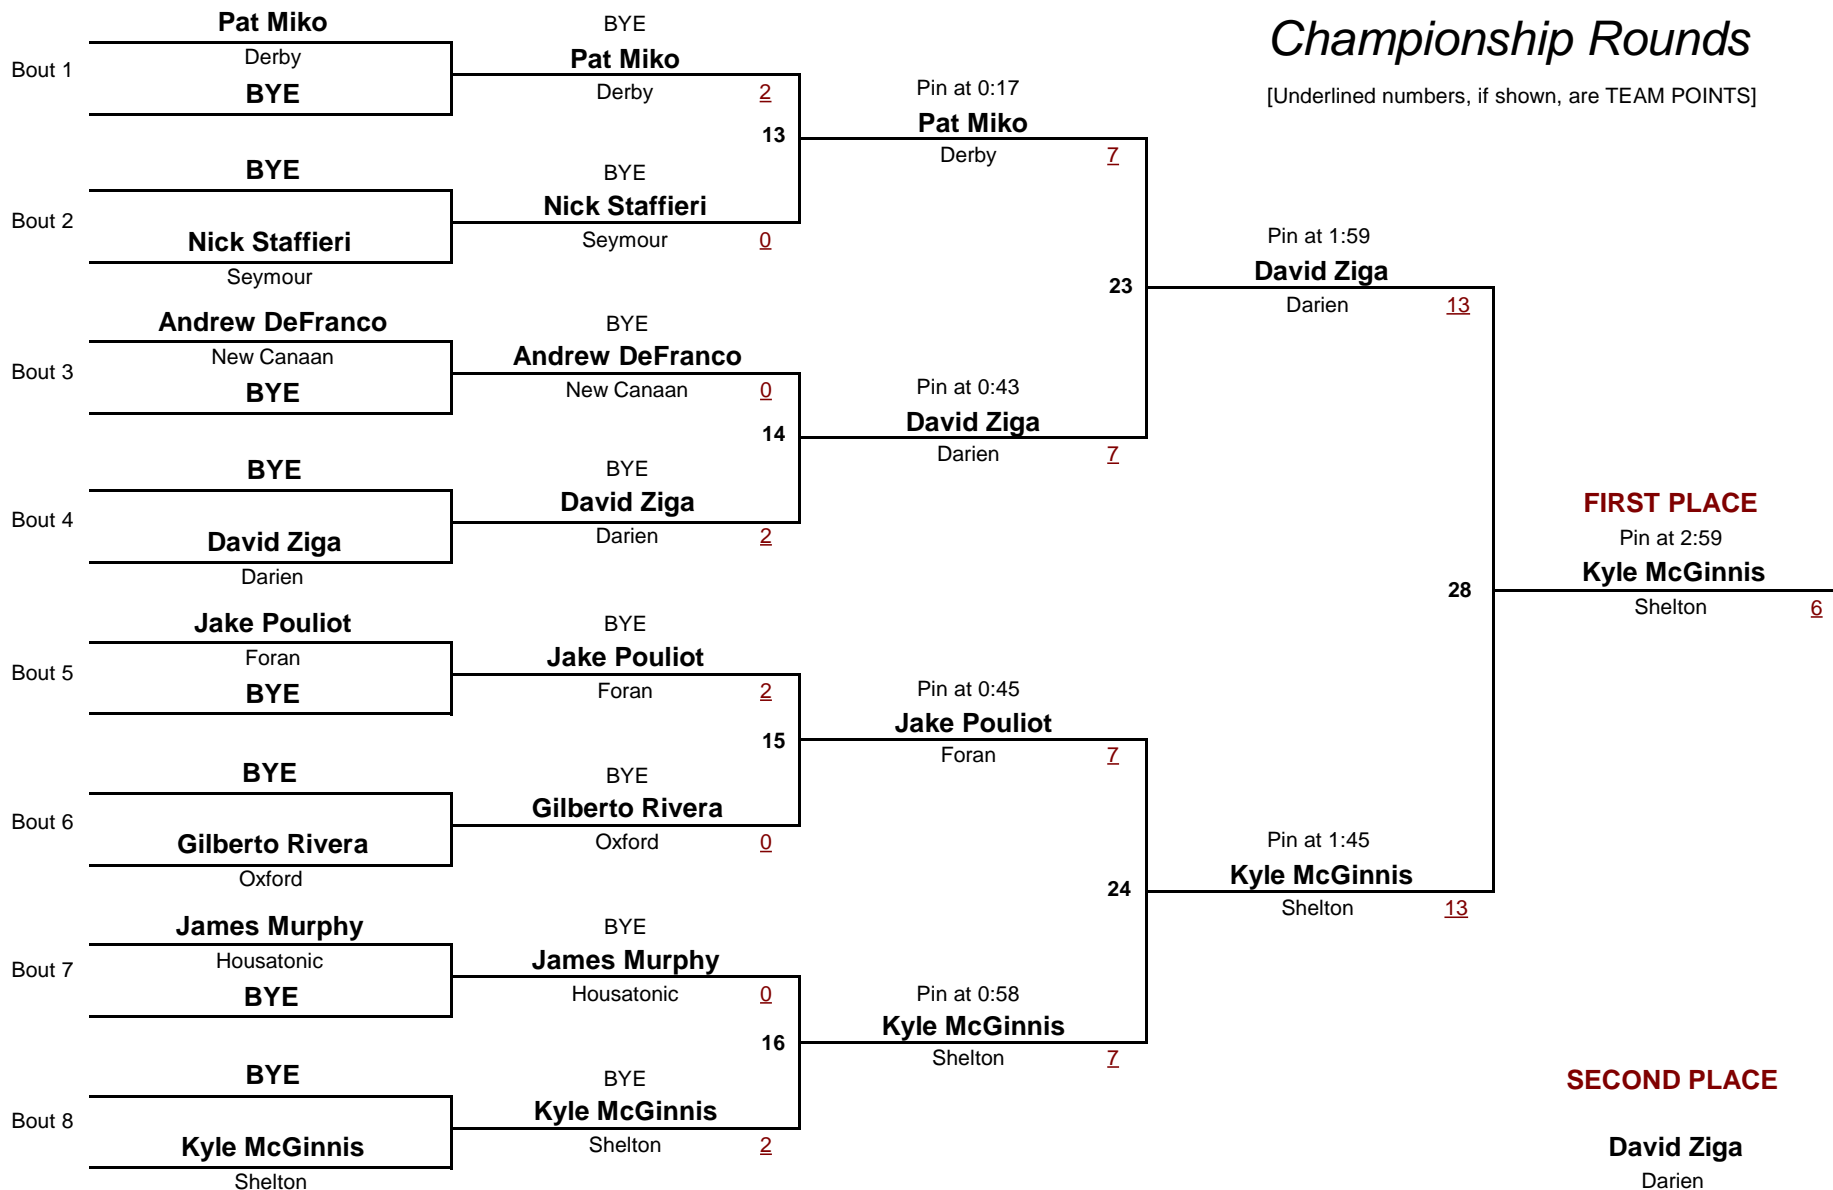 Championship Rounds
[Underlined numbers, if shown, are TEAM POINTS]
Bout 1
Pat Miko
Derby
BYE
Bout 2
BYE
Nick Staffieri
Seymour
Bout 3
Andrew DeFranco
New Canaan
BYE
Bout 4
BYE
David Ziga
Darien
Bout 5
Jake Pouliot
Foran
BYE
Bout 6
BYE
Gilberto Rivera
Oxford
Bout 7
James Murphy
Housatonic
BYE
Bout 8
BYE
Kyle McGinnis
Shelton
BYE
Pat Miko
Derby 2
13
BYE
Nick Staffieri
Seymour 0
BYE
Andrew DeFranco
New Canaan 0
14
BYE
David Ziga
Darien 2
BYE
Jake Pouliot
Foran 2
15
BYE
Gilberto Rivera
Oxford 0
BYE
James Murphy
Housatonic 0
16
BYE
Kyle McGinnis
Shelton 2
Pin at 0:17
Pat Miko
Derby 7
23
Pin at 0:43
David Ziga
Darien 7
Pin at 0:45
Jake Pouliot
Foran 7
24
Pin at 0:58
Kyle McGinnis
Shelton 7
Pin at 1:59
David Ziga
Darien 13
28
Pin at 1:45
Kyle McGinnis
Shelton 13
FIRST PLACE
Pin at 2:59
Kyle McGinnis
Shelton 6
SECOND PLACE
David Ziga
Darien